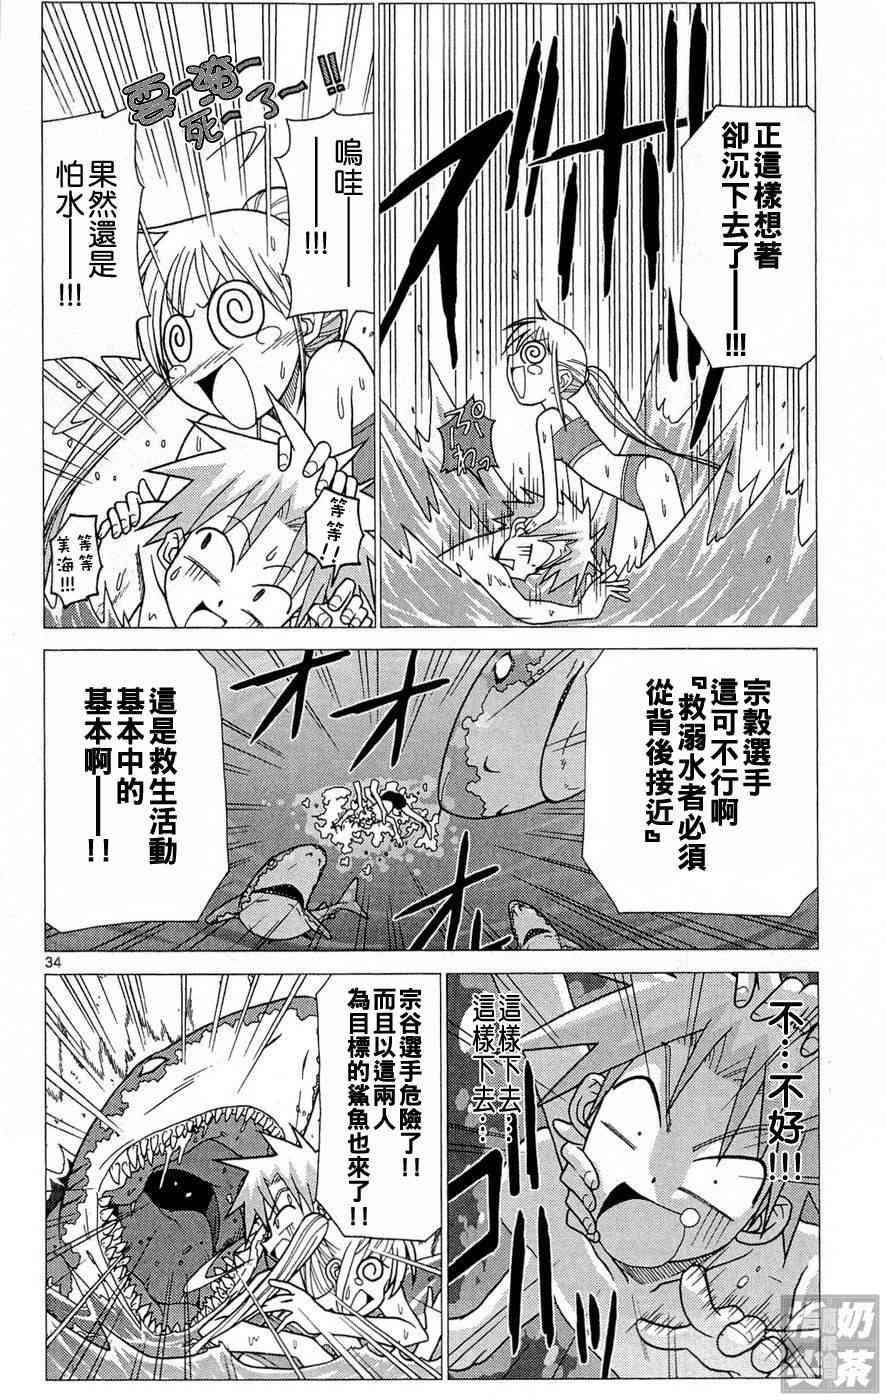 正這樣想著
卻沉下去了——!!!
ぷ
わっ
嗚哇
——!!!
要—淹—
死—了—!!
果然還是
怕水——!!!
等等!!
等等
美海!!!
宗穀選手
這可不行啊
『救溺水者必須
從背後接近』
這是救生活動
基本中的
基本啊——!!
34
不…不好!!!
這樣下去…
這樣下去…
宗谷選手危險了!!
而且以這兩人
為目標的鯊魚也來了!!
奶
茶